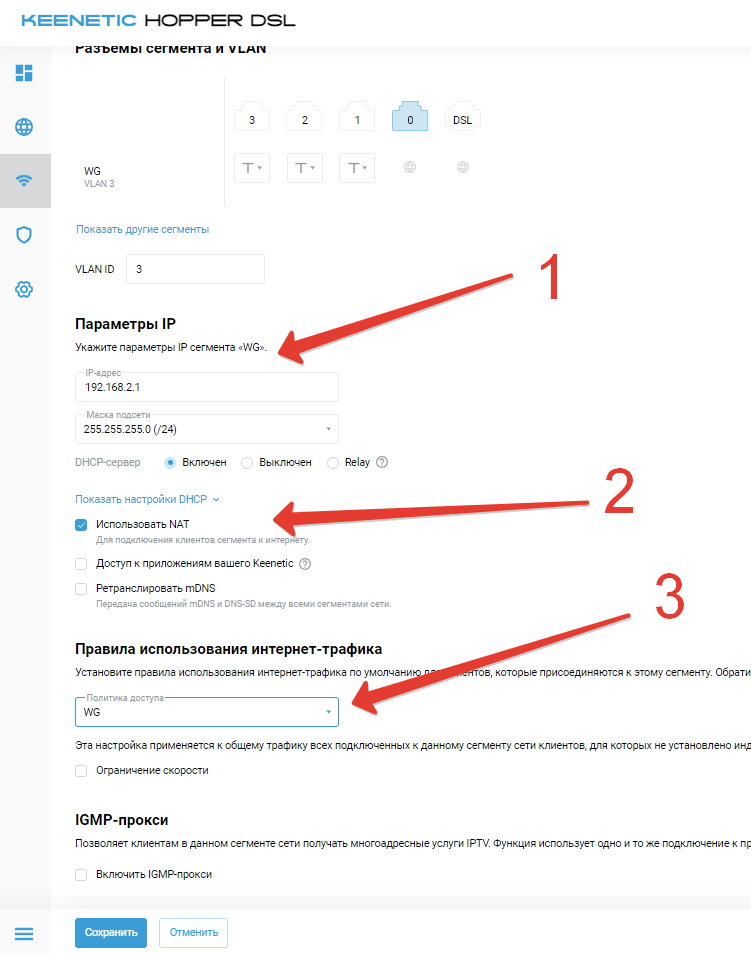 KEENETIC HOPPER DSL
Разъемы сегмента и VLAN
3 2 1 0 DSL
WG
VLAN 3
T T T
Показать другие сегменты
VLAN ID 3
1
Параметры IP
Укажите параметры IP сегмента «WG».
IP-адрес
192.168.2.1
Маска подсети
255.255.255.0 (/24)
DHCP-сервер Включен Выключен Relay ?
2
Показать настройки DHCP
Использовать NAT
Для подключения клиентов сегмента к интернету.
Доступ к приложениям вашего Keenetic ?
3
Ретранслировать mDNS
Передача сообщений mDNS и DNS-SD между всеми сегментами сети.
Правила использования интернет-трафика
Установите правила использования интернет-трафика по умолчанию для клиентов, которые присоединяются к этому сегменту. Обрати
Политика доступа
WG
Эта настройка применяется к общему трафику всех подключенных к данному сегменту сети клиентов, для которых не установлено инд
Ограничение скорости
IGMP-прокси
Позволяет клиентам в данном сегменте сети получать многоадресные услуги IPTV. Функция использует одно и то же подключение к пр
Включить IGMP-прокси
Сохранить Отменить